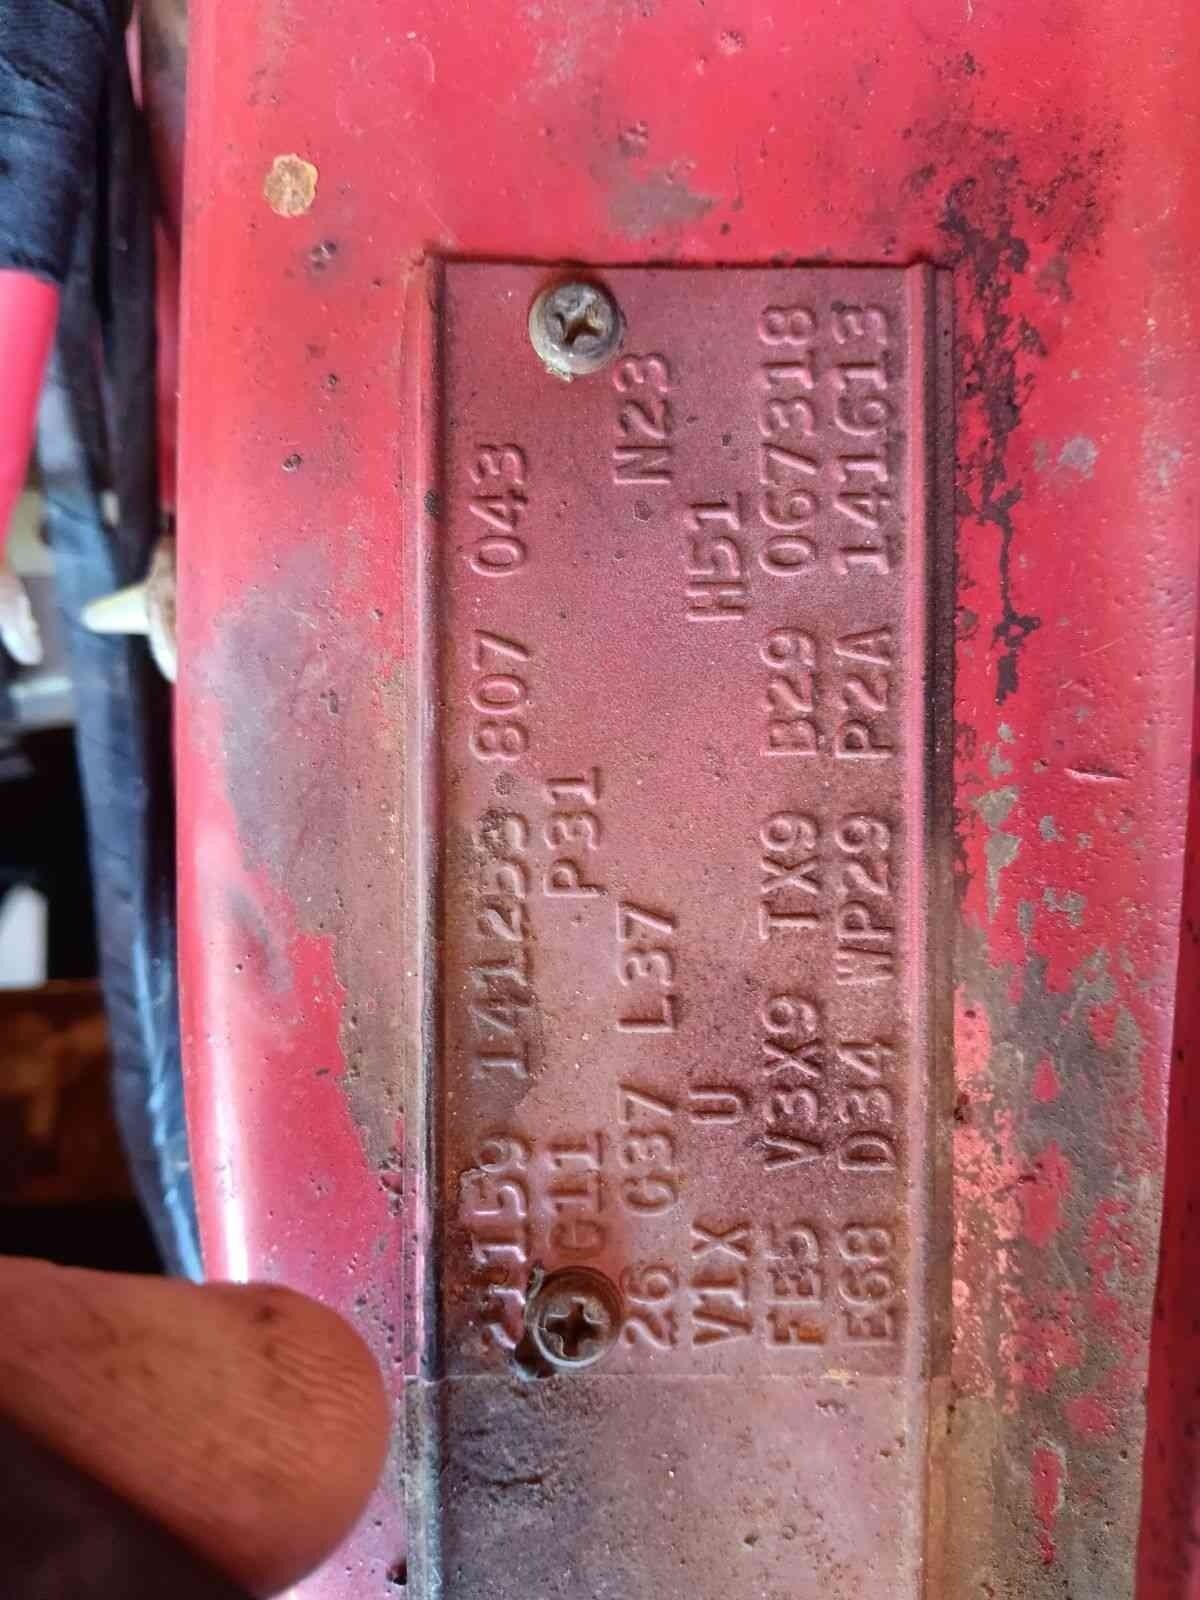 141253 807 043
G11 P31
26 G37 L37 N23
V1X U H51
FE5 V3X9 TX9 B29 067318
E68 D34 WP29 P2A 141613